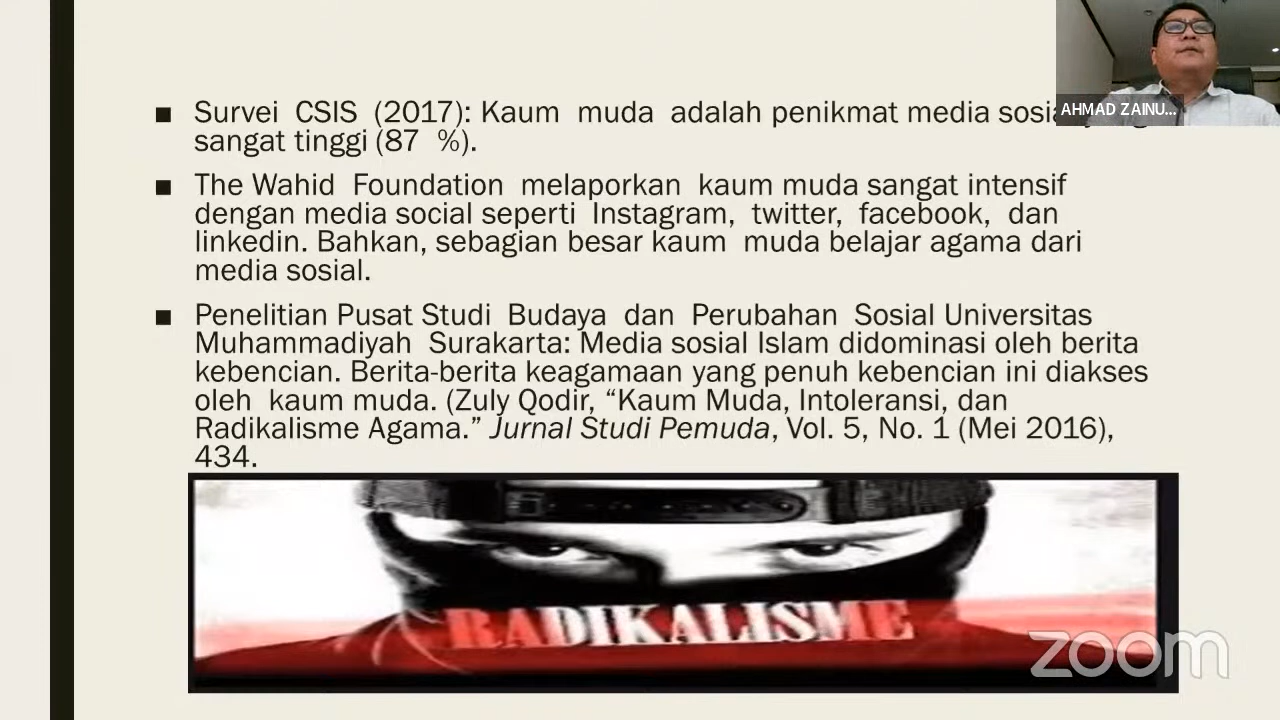 ■ Survei CSIS (2017): Kaum muda adalah penikmat media
sangat tinggi (87 %).
■ The Wahid Foundation melaporkan kaum muda sangat intensif
dengan media social seperti Instagram, twitter, facebook, dan
linkedin. Bahkan, sebagian besar kaum muda belajar agama dari
media sosial.
■ Penelitian Pusat Studi Budaya dan Perubahan Sosial Universitas
Muhammadiyah Surakarta: Media sosial Islam didominasi oleh berita
kebencian. Berita-berita keagamaan yang penuh kebencian ini diakses
oleh kaum muda. (Zuly Qodir, “Kaum Muda, Intoleransi, dan
Radikalisme Agama.” Jurnal Studi Pemuda, Vol. 5, No. 1 (Mei 2016),
434.
AHMAD ZAINU...
RADIKALISME
zoom